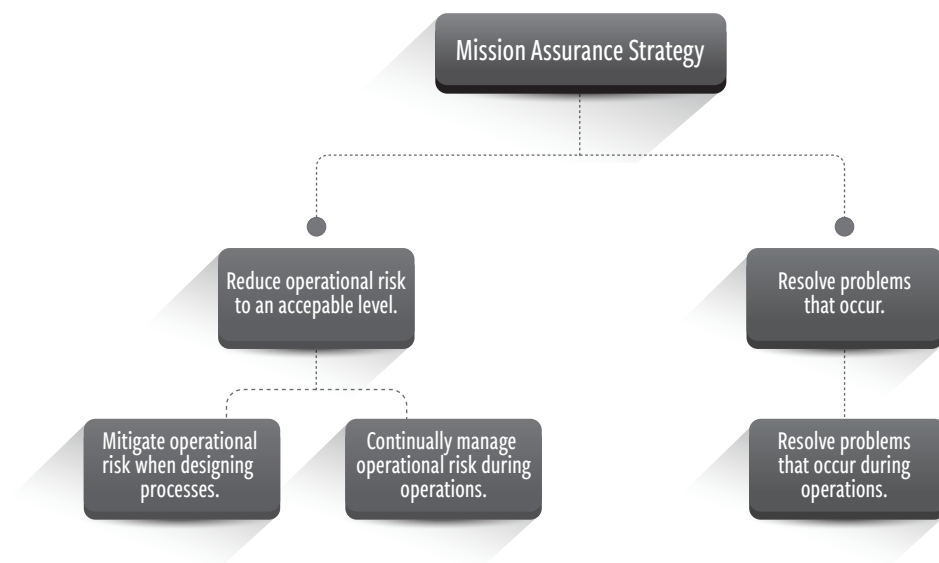 Mission Assurance Strategy
Reduce operational risk
to an accepable level.
Resolve problems
that occur.
Mitigate operational
risk when designing
processes.
Continually manage
operational risk during
operations.
Resolve problems
that occur during
operations.